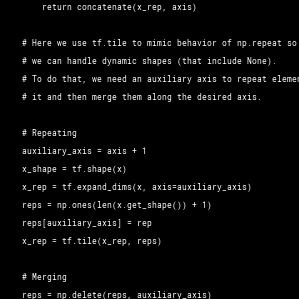 return concatenate(x_rep, axis)
# Here we use tf.tile to mimic behavior of np.repeat so
# we can handle dynamic shapes (that include None).
# To do that, we need an auxiliary axis to repeat
# it and then merge them along the desired axis.
# Repeating
auxiliary_axis = axis + 1
x_shape = tf.shape(x)
x_rep = tf.expand_dims(x, axis=auxiliary_axis)
reps = np.ones(len(x.get_shape()) + 1)
reps[auxiliary_axis] = rep
x_rep = tf.tile(x_rep, reps)
# Merging
reps = np.delete(reps, auxiliary_axis)